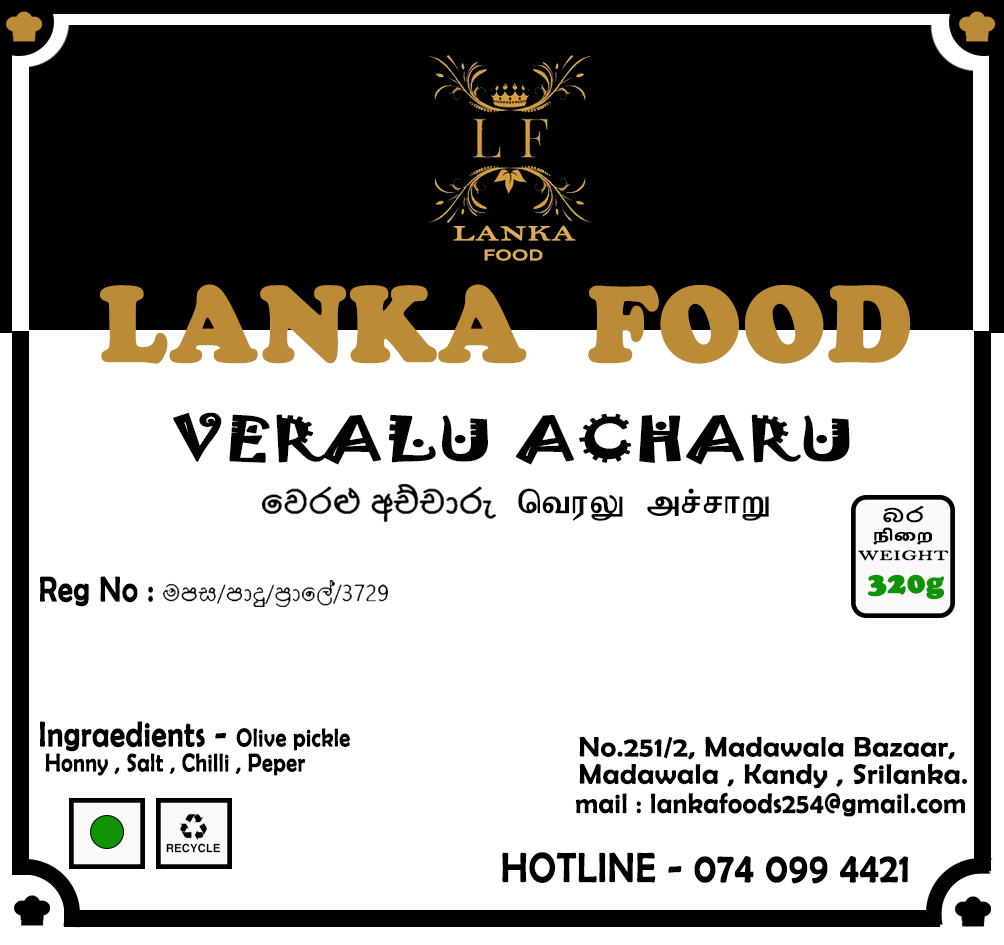 L F
LANKA
FOOD
LANKA FOOD
VERALU ACHARU
වෙරළු අච්චාරු வெரலு அச்சாறு
බර
நிறை
WEIGHT
320g
Reg No : මපස/පාදු/ප්‍රාලේ/3729
Ingraedients - Olive pickle
Honny , Salt , Chilli , Peper
No.251/2, Madawala Bazaar,
Madawala , Kandy , Srilanka.
mail : lankafoods254@gmail.com
RECYCLE
HOTLINE - 074 099 4421